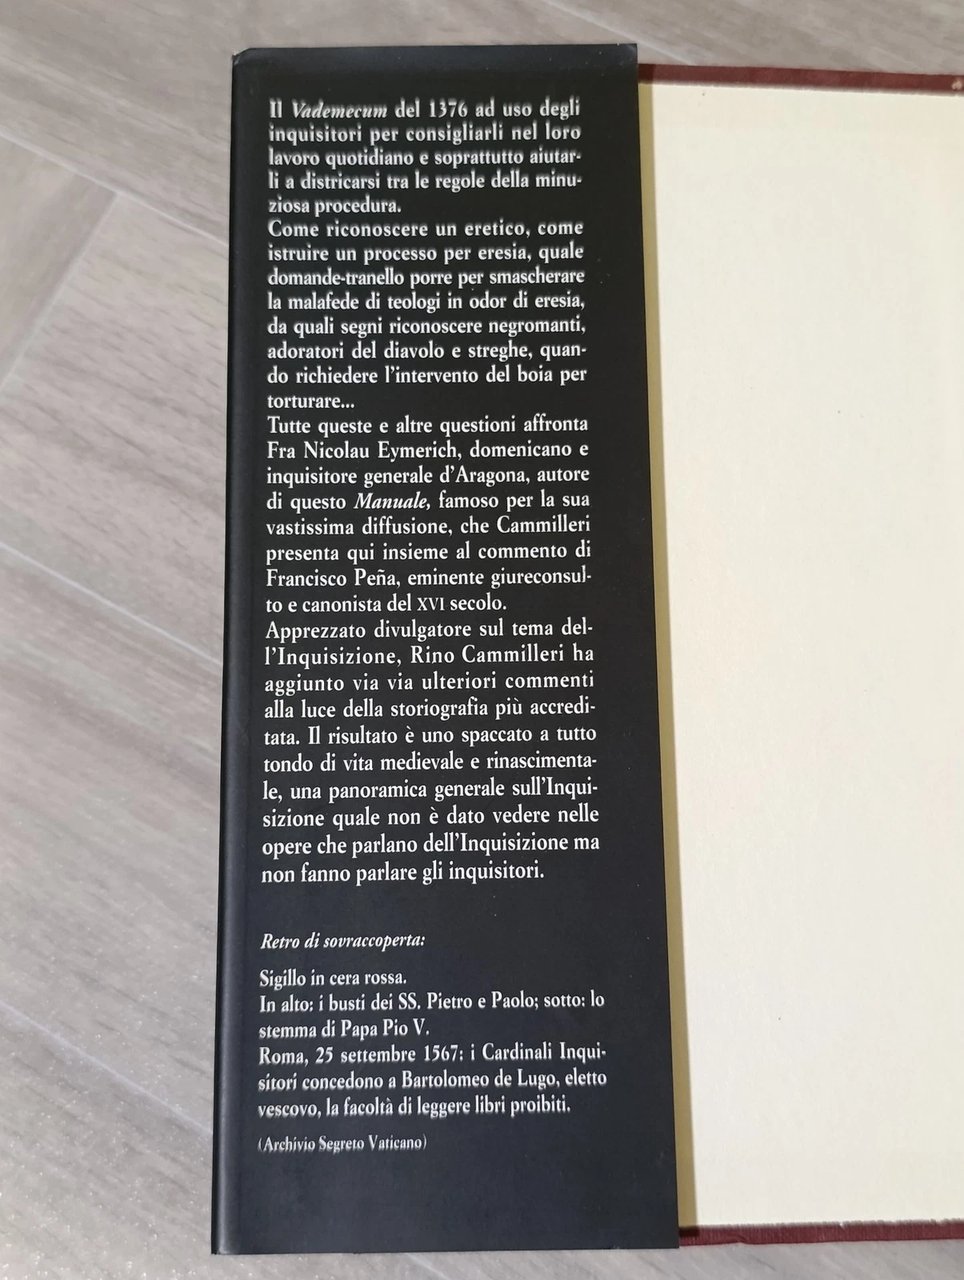 Il Vademecum del 1376 ad uso degli
inquisitori per consigliarli nel loro
lavoro quotidiano e soprattutto aiutar-
li a districarsi tra le regole della minu-
ziosa procedura.
Come riconoscere un eretico, come
istruire un processo per eresia, quale
domande-tranello porre per smascherare
la malafede di teologi in odor di eresia,
da quali segni riconoscere negromanti,
adoratori del diavolo e streghe, quan-
do richiedere l'intervento del boia per
torturare...
Tutte queste e altre questioni affronta
Fra Nicolau Eymerich, domenicano e
inquisitore generale d'Aragona, autore
di questo Manuale, famoso per la sua
vastissima diffusione, che Cammilleri
presenta qui insieme al commento di
Francisco Peña, eminente giureconsul-
to e canonista del XVI secolo.
Apprezzato divulgatore sul tema del-
l'Inquisizione, Rino Cammilleri ha
aggiunto via via ulteriori commenti
alla luce della storiografia più accredi-
tata. Il risultato è uno spaccato a tutto
tondo di vita medievale e rinascimenta-
le, una panoramica generale sull'Inqui-
sizione quale non è dato vedere nelle
opere che parlano dell'Inquisizione ma
non fanno parlare gli inquisitori.
Retro di sovraccoperta:
Sigillo in cera rossa.
In alto: i busti dei SS. Pietro e Paolo; sotto: lo
stemma di Papa Pio V.
Roma, 25 settembre 1567: i Cardinali Inqui-
sitori concedono a Bartolomeo de Lugo, eletto
vescovo, la facoltà di leggere libri proibiti.
(Archivio Segreto Vaticano)